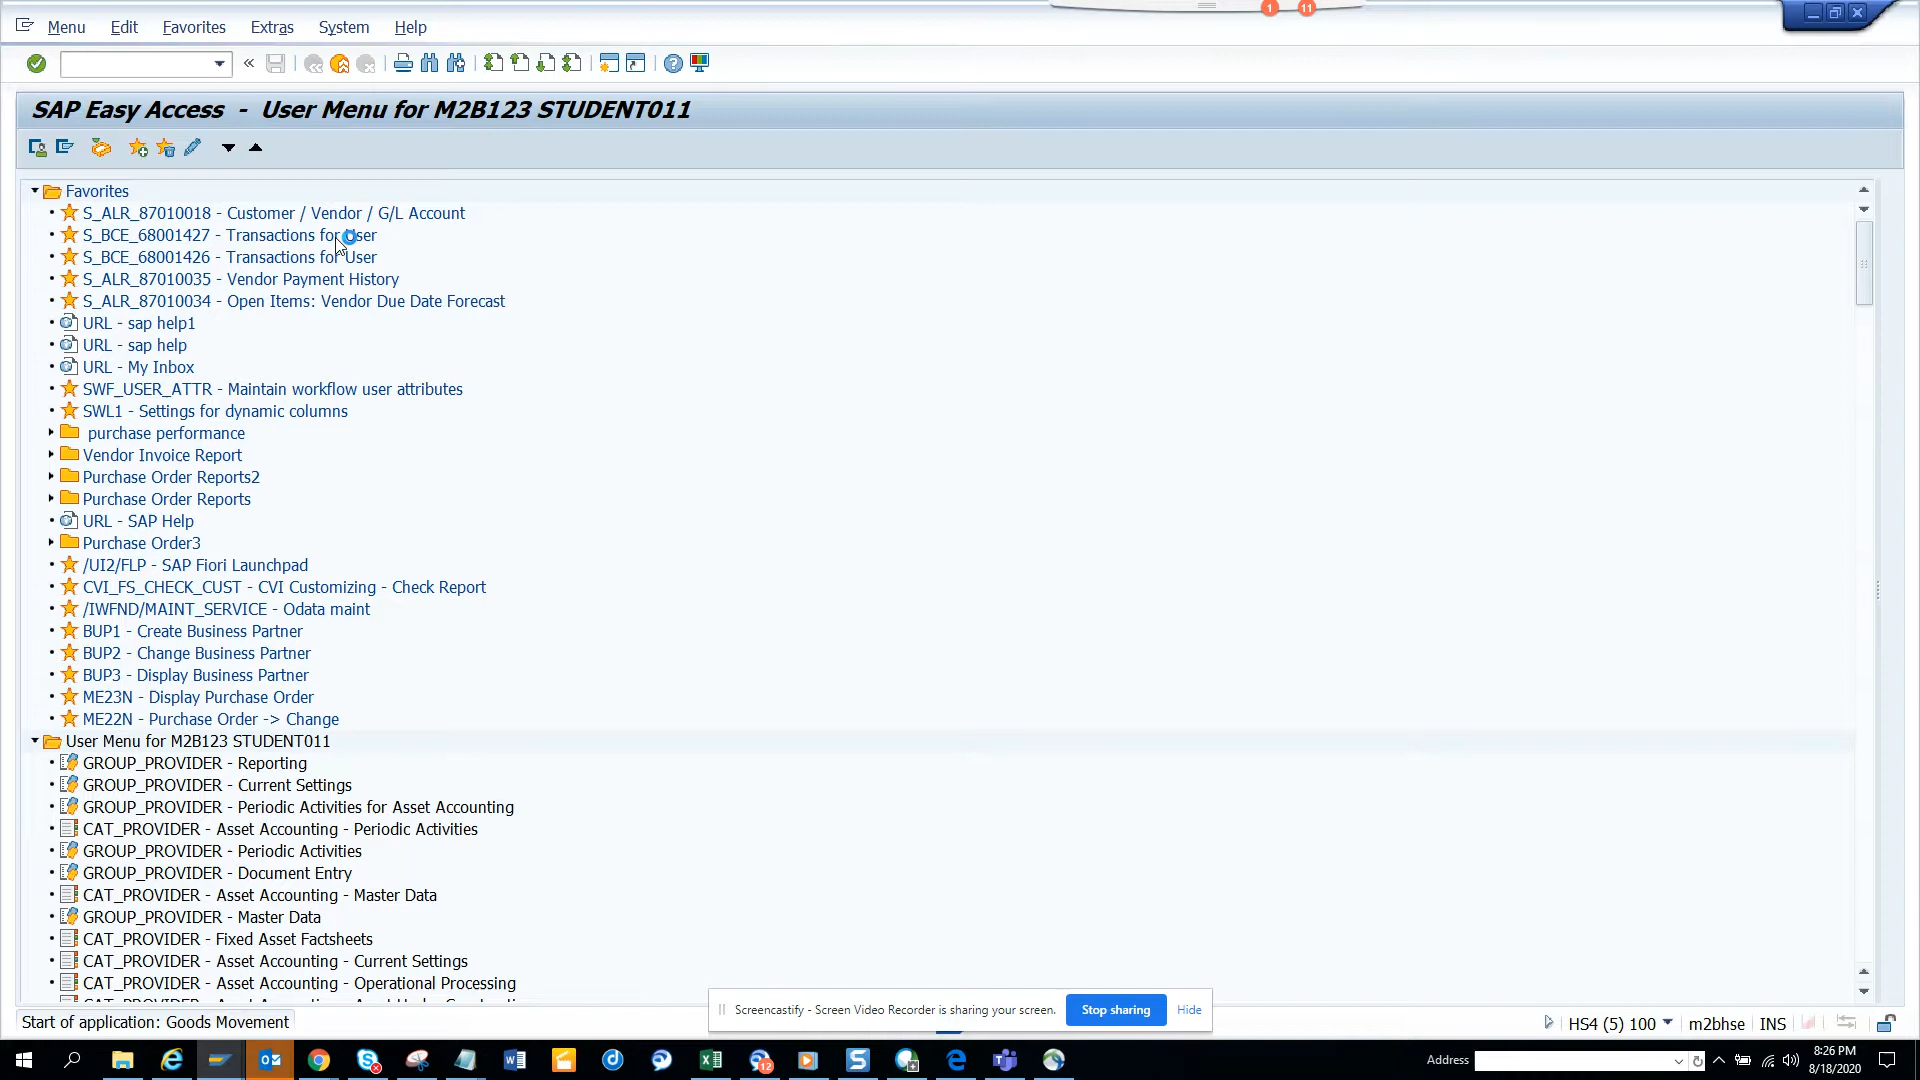 1 11
Menu Edit Favorites Extras System Help
SAP Easy Access - User Menu for M2B123 STUDENT011
Favorites
S_ALR_87010018 - Customer / Vendor / G/L Account
S_BCE_68001427 - Transactions for User
S_BCE_68001426 - Transactions for User
S_ALR_87010035 - Vendor Payment History
S_ALR_87010034 - Open Items: Vendor Due Date Forecast
URL - sap help1
URL - sap help
URL - My Inbox
SWF_USER_ATTR - Maintain workflow user attributes
SWL1 - Settings for dynamic columns
purchase performance
Vendor Invoice Report
Purchase Order Reports2
Purchase Order Reports
URL - SAP Help
Purchase Order3
/UI2/FLP - SAP Fiori Launchpad
CVI_FS_CHECK_CUST - CVI Customizing - Check Report
/IWFND/MAINT_SERVICE - Odata maint
BUP1 - Create Business Partner
BUP2 - Change Business Partner
BUP3 - Display Business Partner
ME23N - Display Purchase Order
ME22N - Purchase Order -> Change
User Menu for M2B123 STUDENT011
GROUP_PROVIDER - Reporting
GROUP_PROVIDER - Current Settings
GROUP_PROVIDER - Periodic Activities for Asset Accounting
CAT_PROVIDER - Asset Accounting - Periodic Activities
GROUP_PROVIDER - Periodic Activities
GROUP_PROVIDER - Document Entry
CAT_PROVIDER - Asset Accounting - Master Data
GROUP_PROVIDER - Master Data
CAT_PROVIDER - Fixed Asset Factsheets
CAT_PROVIDER - Asset Accounting - Current Settings
CAT_PROVIDER - Asset Accounting - Operational Processing
Screencastify - Screen Video Recorder is sharing your screen. Stop sharing Hide
Start of application: Goods Movement HS4 (5) 100 m2bhse INS
12 Address 8:26 PM
8/18/2020